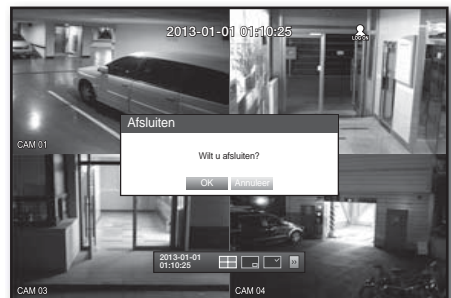 2013-01-01 01:10:25
LOG ON
CAM 01
Afsluiten
Wilt u afsluiten?
OK Annuleer
2013-01-01
01:10:25
CAM 03
CAM 04